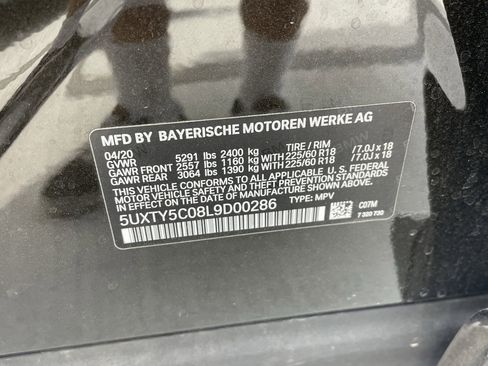 MFD BY BAYERISCHE MOTOREN WERKE AG
04/20 5291 lbs 2400 kg TIRE / RIM
GAWR FRONT 2557 lbs 1160 kg WITH 225/60 R18 / 7.0J x 18
GAWR REAR 3064 lbs 1390 kg WITH 225/60 R18 / 7.0J x 18
GVWR
THIS VEHICLE CONFORMS TO ALL APPLICABLE U.S. FEDERAL MOTOR
VEHICLE SAFETY AND THEFT PREVENTION STANDARDS
IN EFFECT ON THE DATE OF MANUFACTURE SHOWN ABOVE.
5UXTY5C08L9D00286 TYPE: MPV
C07M
7 320 730